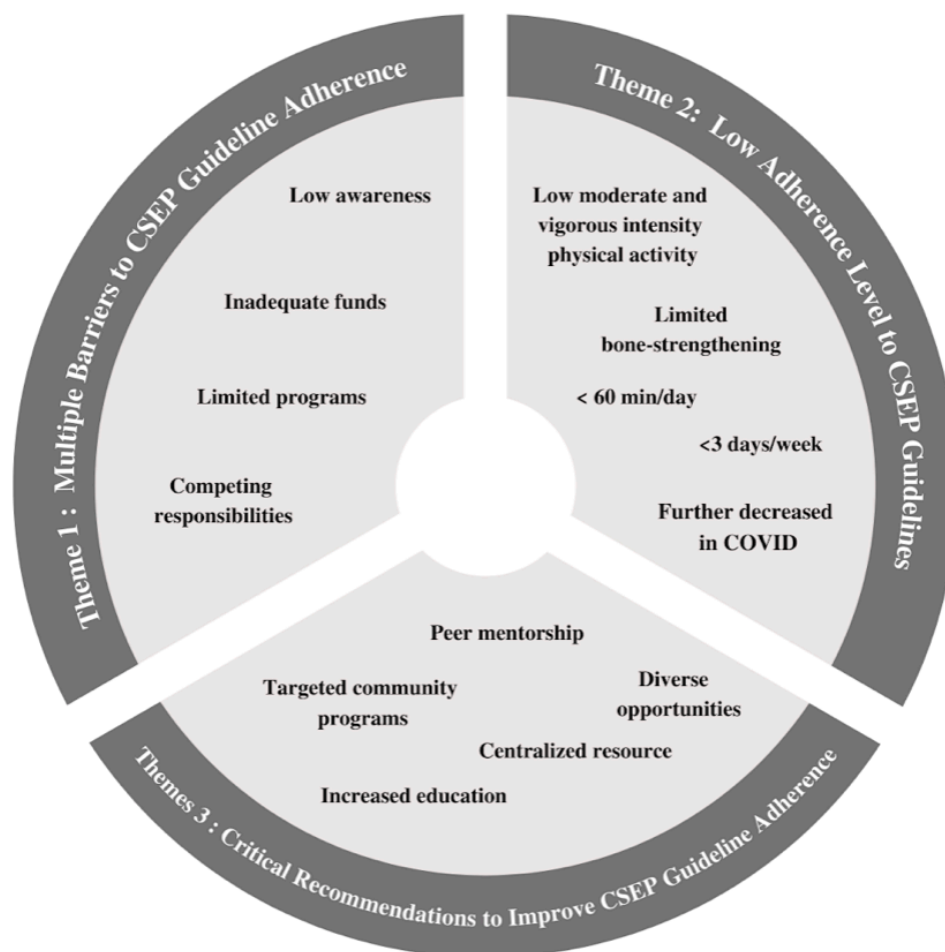 Theme 1 : Multiple Barriers to CSEP Guideline Adherence
Low awareness
Inadequate funds
Limited programs
Competing
responsibilities
Theme 2: Low Adherence Level to CSEP Guidelines
Low moderate and
vigorous intensity
physical activity
Limited
bone-strengthening
< 60 min/day
<3 days/week
Further decreased
in COVID
Themes 3 : Critical Recommendations to Improve CSEP Guideline Adherence
Peer mentorship
Targeted community
programs
Diverse
opportunities
Centralized resource
Increased education